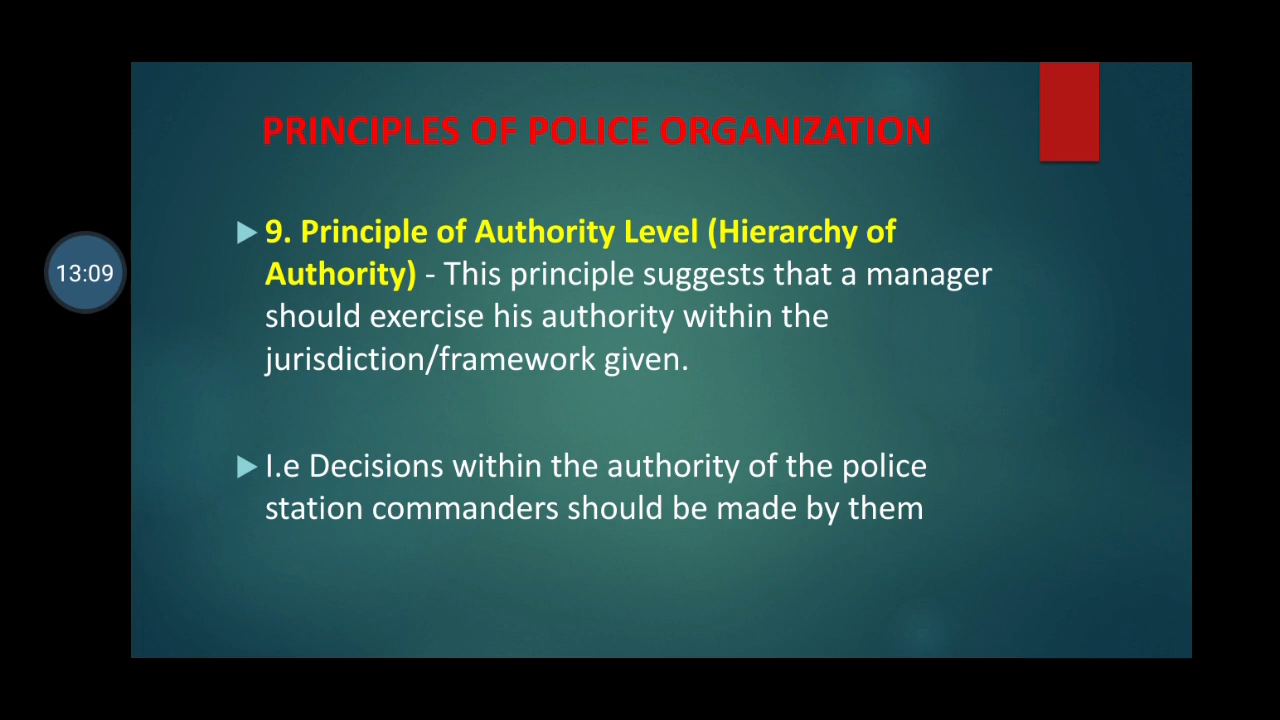 PRINCIPLES OF POLICE ORGANIZATION
9. Principle of Authority Level (Hierarchy of
Authority) - This principle suggests that a manager
should exercise his authority within the
jurisdiction/framework given.
I.e Decisions within the authority of the police
station commanders should be made by them
13:09